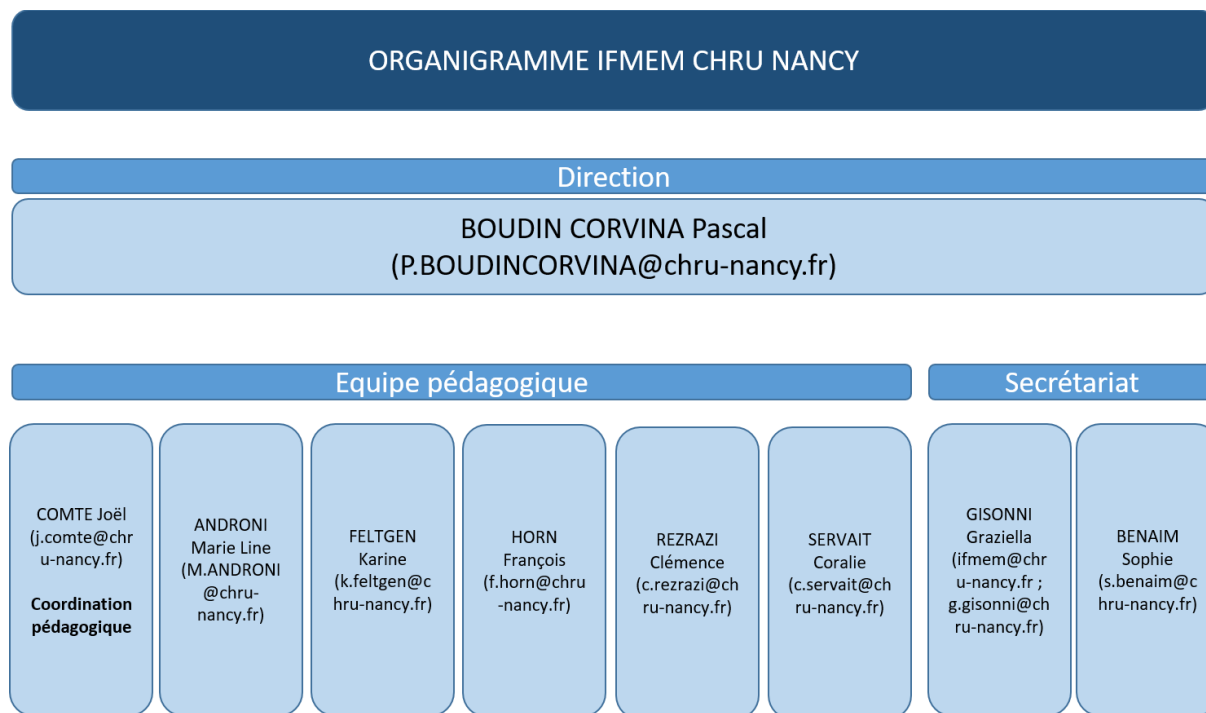 ORGANIGRAMME IFMEM CHRU NANCY
Direction
BOUDIN CORVINA Pascal
(P.BOUDINCORVINA@chru-nancy.fr)
Equipe pédagogique
COMTE Joël
(j.comte@chr
u-nancy.fr)
Coordination
pédagogique
ANDRONI
Marie Line
(M.ANDRONI
@chru-
nancy.fr)
FELTGEN
Karine
(k.feltgen@c
hru-nancy.fr)
HORN
François
(f.horn@chru
-nancy.fr)
REZRAZI
Clémence
(c.rezrazi@ch
ru-nancy.fr)
SERVAIT
Coralie
(c.servait@ch
ru-nancy.fr)
Secrétariat
GISONNI
Graziella
(ifmem@chr
u-nancy.fr ;
g.gisonni@ch
ru-nancy.fr)
BENAIM
Sophie
(s.benaim@c
hru-nancy.fr)